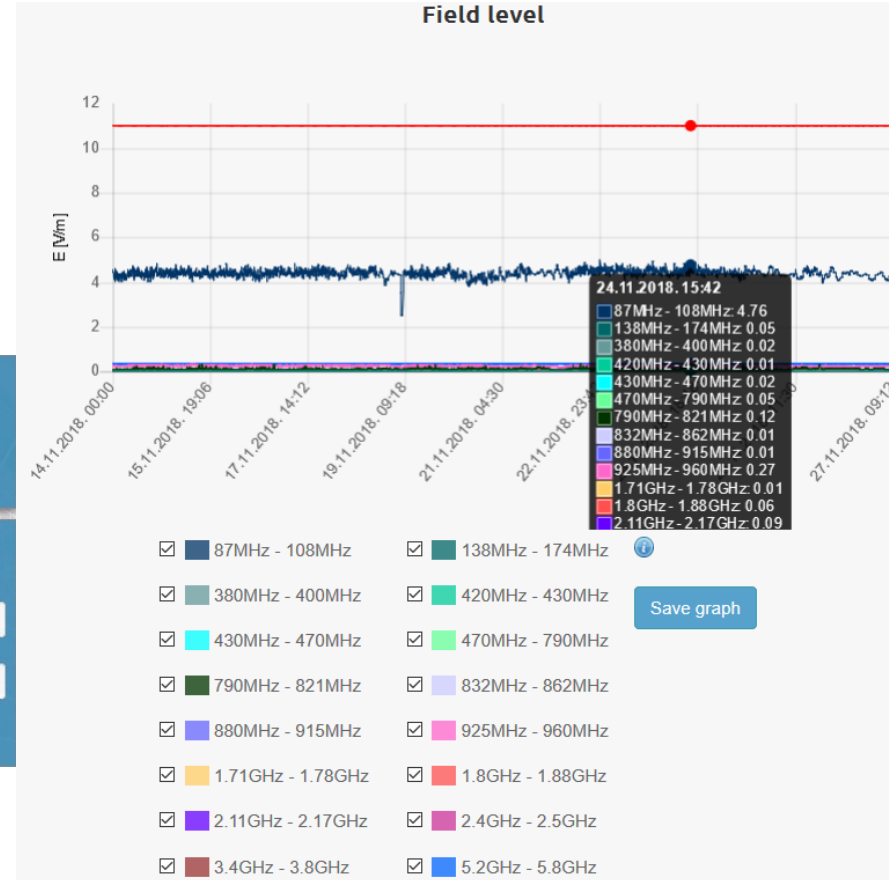 Field level
12
10
8
6
4
2
0
E [V/m]
14.11.2018. 00:00
15.11.2018. 19:06
17.11.2018. 14:12
19.11.2018. 09:18
21.11.2018. 04:30
22.11.2018. 23:
27.11.2018. 09:12
24.11.2018. 15:42
87MHz - 108MHz: 4.76
138MHz - 174MHz: 0.05
380MHz - 400MHz: 0.02
420MHz - 430MHz: 0.01
430MHz - 470MHz: 0.02
470MHz - 790MHz: 0.05
790MHz - 821MHz: 0.12
832MHz - 862MHz: 0.01
880MHz - 915MHz: 0.01
925MHz - 960MHz: 0.27
1.71GHz - 1.78GHz: 0.01
1.8GHz - 1.88GHz: 0.06
2.11GHz - 2.17GHz: 0.09
87MHz - 108MHz 138MHz - 174MHz
380MHz - 400MHz 420MHz - 430MHz
Save graph
430MHz - 470MHz 470MHz - 790MHz
790MHz - 821MHz 832MHz - 862MHz
880MHz - 915MHz 925MHz - 960MHz
1.71GHz - 1.78GHz 1.8GHz - 1.88GHz
2.11GHz - 2.17GHz 2.4GHz - 2.5GHz
3.4GHz - 3.8GHz 5.2GHz - 5.8GHz